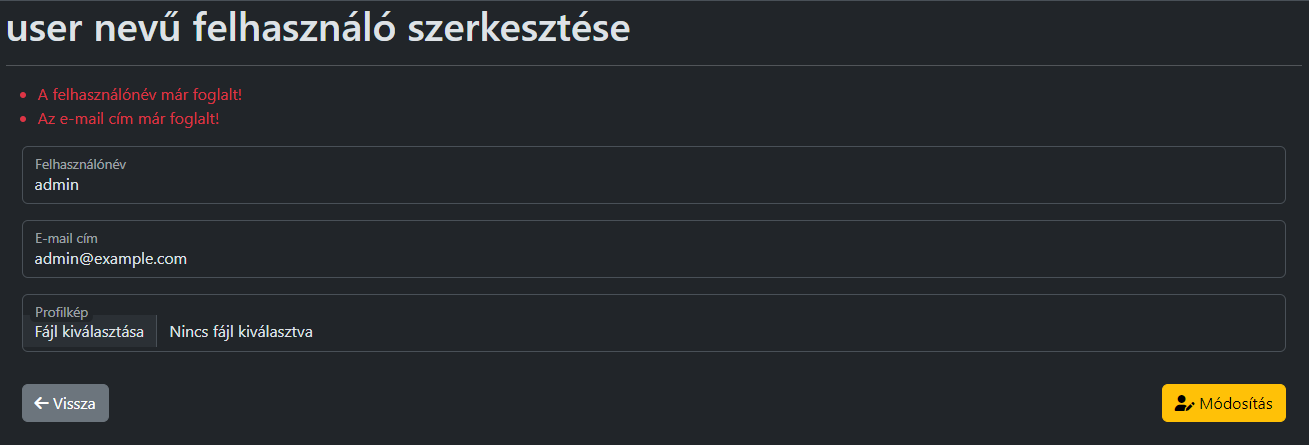 user nevű felhasználó szerkesztése
A felhasználónév már foglalt!
Az e-mail cím már foglalt!
Felhasználónév
admin
E-mail cím
admin@example.com
Profilkép
Fájl kiválasztása Nincs fájl kiválasztva
Vissza Módosítás